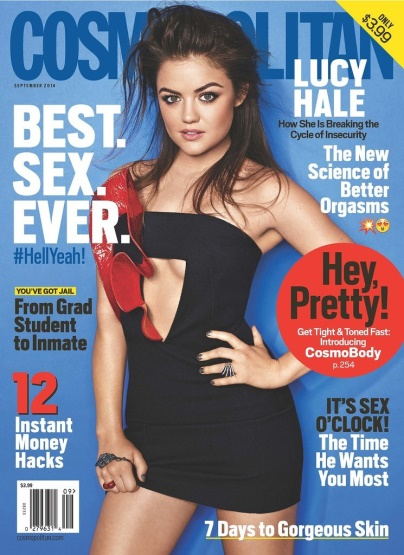 COSMOPOLITAN
ONLY
$3.99
SEPTEMBER 2014
LUCY
HALE
How She Is Breaking the
Cycle of Insecurity
BEST.
SEX.
EVER.
#HellYeah!
The New
Science of
Better
Orgasms
YOU'VE GOT JAIL
From Grad
Student
to Inmate
Hey,
Pretty!
Get Tight & Toned Fast:
Introducing
CosmoBody
p.254
12
Instant
Money
Hacks
IT'S SEX
O'CLOCK!
The Time
He Wants
You Most
$3.99
09>
cosmopolitan.com
7 Days to Gorgeous Skin